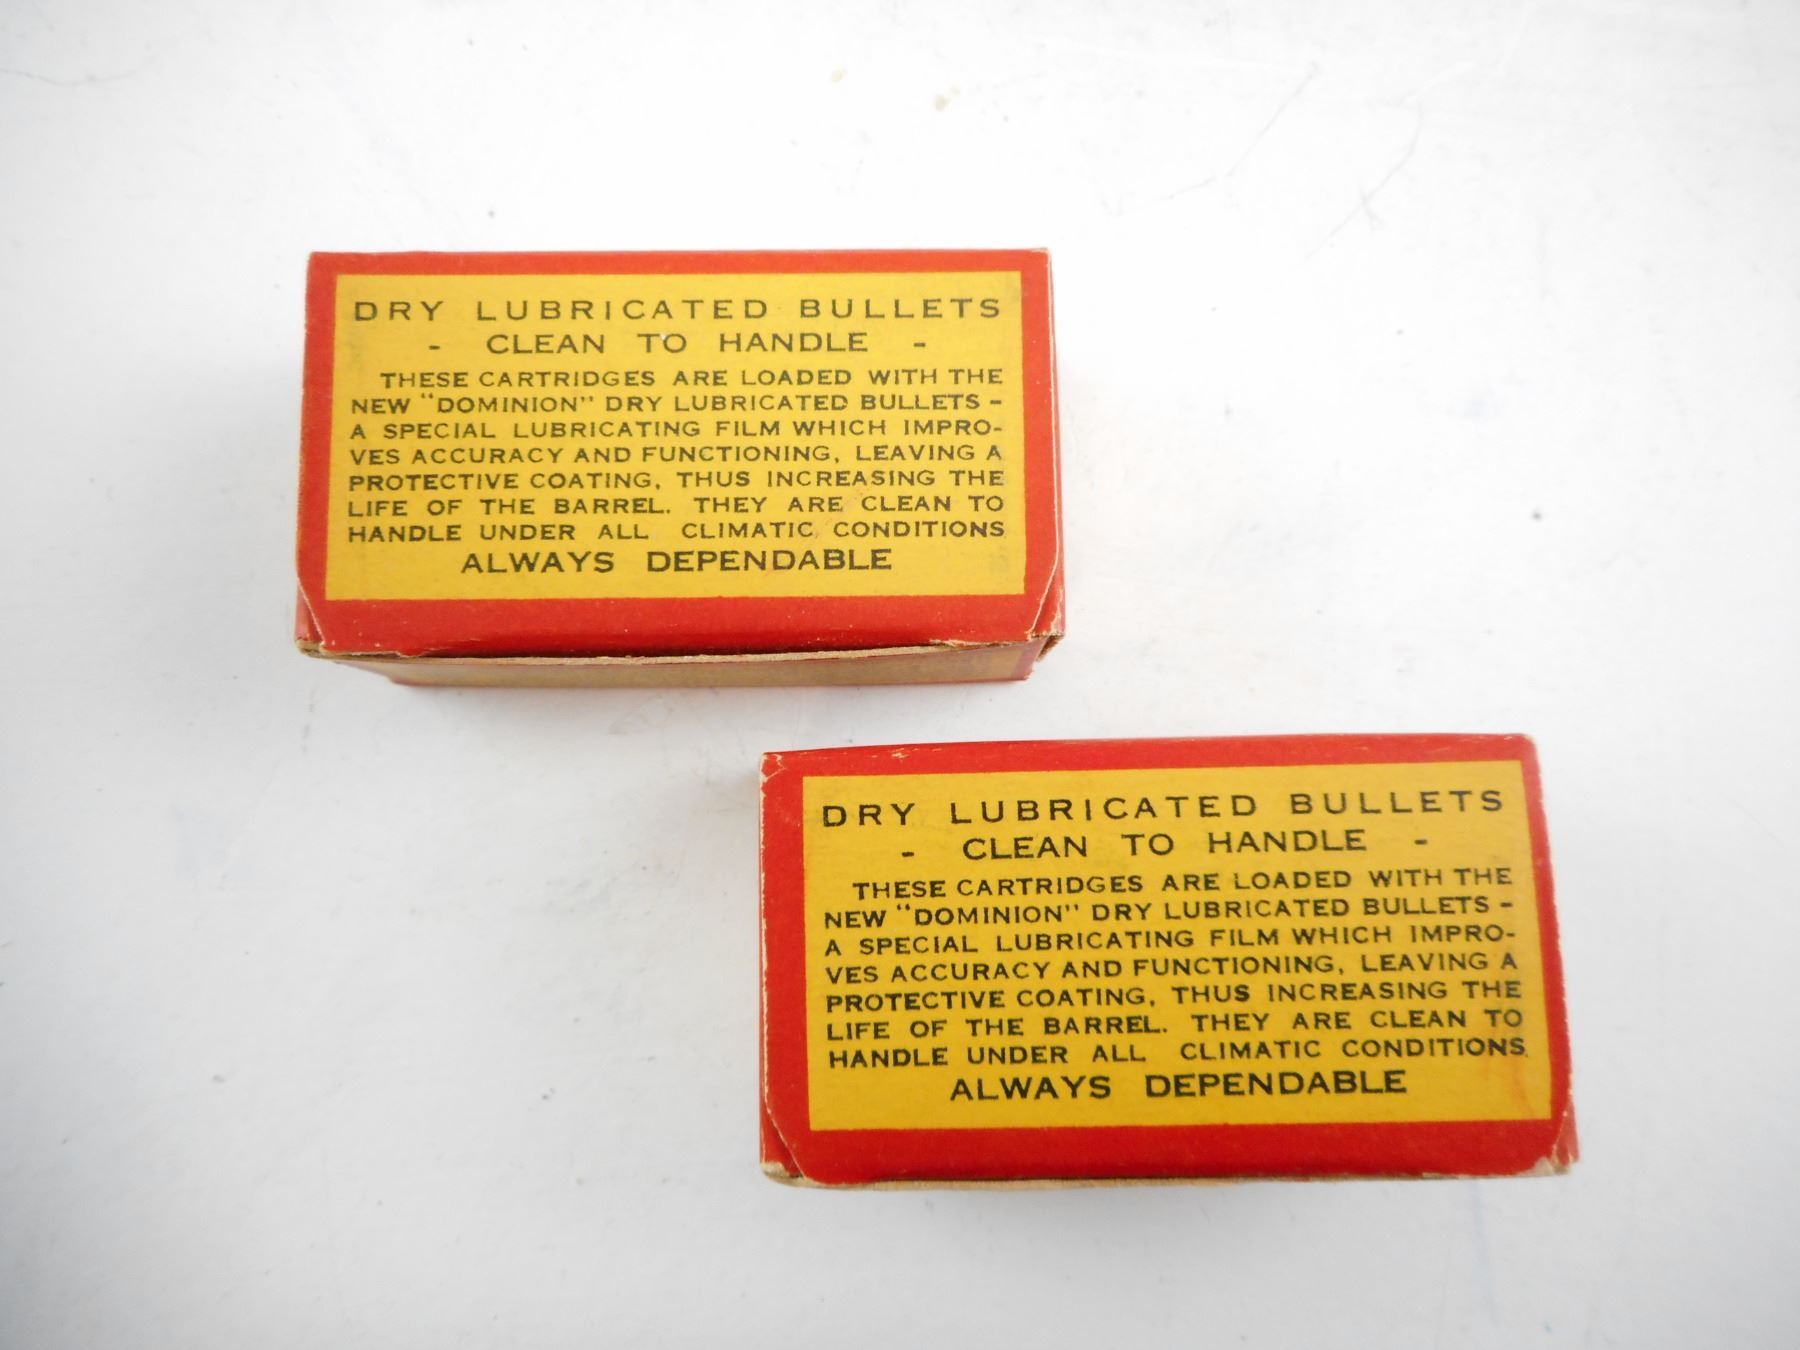 DRY LUBRICATED BULLETS
- CLEAN TO HANDLE -
THESE CARTRIDGES ARE LOADED WITH THE
NEW "DOMINION" DRY LUBRICATED BULLETS -
A SPECIAL LUBRICATING FILM WHICH IMPRO-
VES ACCURACY AND FUNCTIONING, LEAVING A
PROTECTIVE COATING, THUS INCREASING THE
LIFE OF THE BARREL. THEY ARE CLEAN TO
HANDLE UNDER ALL CLIMATIC CONDITIONS
ALWAYS DEPENDABLE
DRY LUBRICATED BULLETS
- CLEAN TO HANDLE -
THESE CARTRIDGES ARE LOADED WITH THE
NEW "DOMINION" DRY LUBRICATED BULLETS -
A SPECIAL LUBRICATING FILM WHICH IMPRO-
VES ACCURACY AND FUNCTIONING, LEAVING A
PROTECTIVE COATING, THUS INCREASING THE
LIFE OF THE BARREL. THEY ARE CLEAN TO
HANDLE UNDER ALL CLIMATIC CONDITIONS.
ALWAYS DEPENDABLE